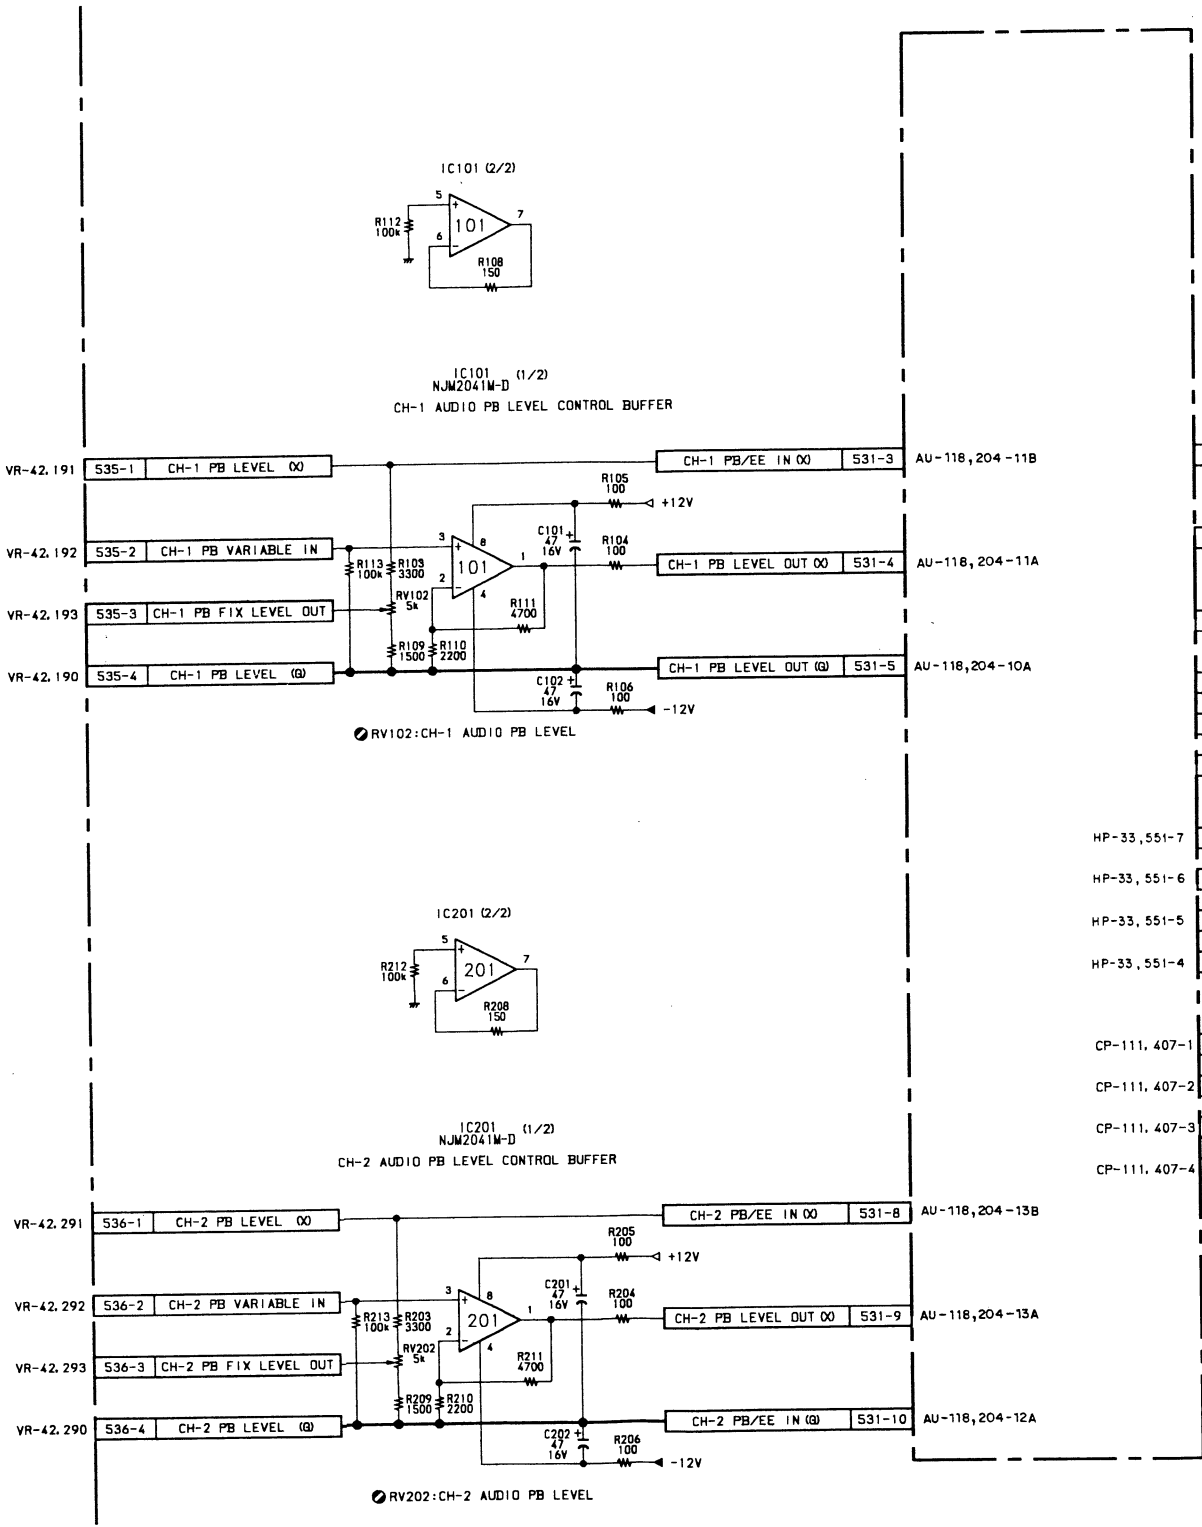 IC101 (2/2)
5
+
101
7
6
−
R112
100k
R108
150
IC101 (1/2)
NJM2041M-D
CH-1 AUDIO PB LEVEL CONTROL BUFFER
VR-42.191 535-1 CH-1 PB LEVEL (X)
CH-1 PB/EE IN (X) 531-3 AU-118,204-11B
R105
100
+12V
VR-42.192 535-2 CH-1 PB VARIABLE IN
R113
100k
R103
3300
3
+
8
101
1
2
−
4
C101 +
47
16V
R104
100
CH-1 PB LEVEL OUT (X) 531-4 AU-118,204-11A
VR-42.193 535-3 CH-1 PB FIX LEVEL OUT
RV102
5k
R111
4700
R109
1500
R110
2200
VR-42.190 535-4 CH-1 PB LEVEL (G)
CH-1 PB LEVEL OUT (G) 531-5 AU-118,204-10A
C102 +
47
16V
R106
100
-12V
RV102:CH-1 AUDIO PB LEVEL
HP-33,551-7
HP-33,551-6
HP-33,551-5
HP-33,551-4
IC201 (2/2)
5
+
201
7
6
−
R212
100k
R208
150
CP-111.407-1
CP-111.407-2
CP-111.407-3
CP-111.407-4
IC201 (1/2)
NJM2041M-D
CH-2 AUDIO PB LEVEL CONTROL BUFFER
VR-42.291 536-1 CH-2 PB LEVEL (X)
CH-2 PB/EE IN (X) 531-8 AU-118,204-13B
R205
100
+12V
VR-42.292 536-2 CH-2 PB VARIABLE IN
R213
100k
R203
3300
3
+
8
201
1
2
−
4
C201 +
47
16V
R204
100
CH-2 PB LEVEL OUT (X) 531-9 AU-118,204-13A
VR-42.293 536-3 CH-2 PB FIX LEVEL OUT
RV202
5k
R211
4700
R209
1500
R210
2200
VR-42.290 536-4 CH-2 PB LEVEL (G)
CH-2 PB/EE IN (G) 531-10 AU-118,204-12A
C202 +
47
16V
R206
100
-12V
RV202:CH-2 AUDIO PB LEVEL